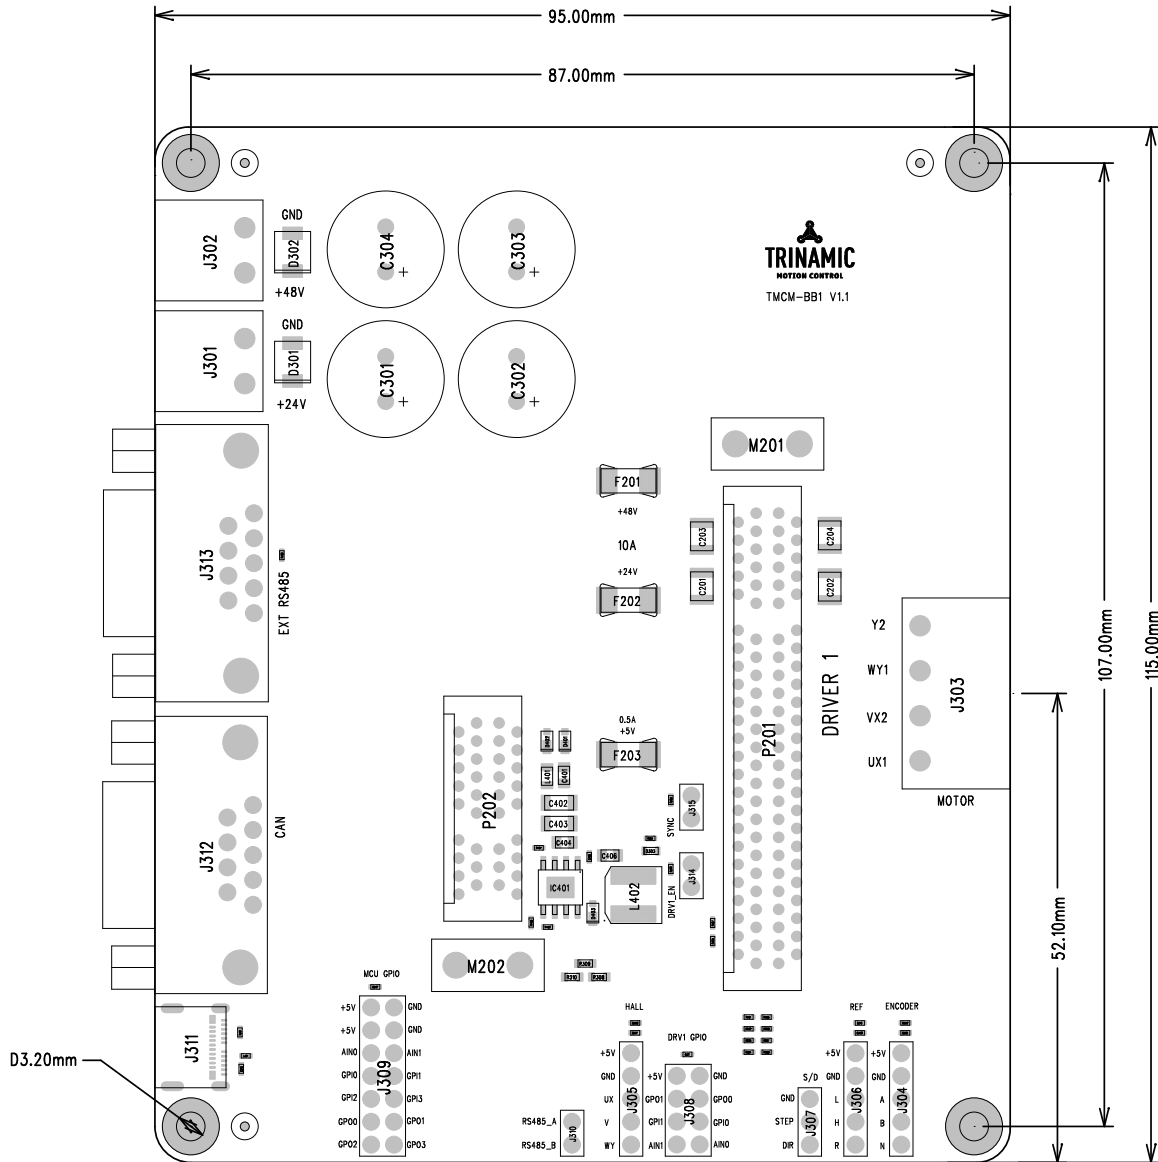 95.00mm
87.00mm
GND
J302
D302
C304
C303
+48V
TRINAMIC
MOTION CONTROL
TMCM-BB1 V1.1
GND
J301
D301
C301
C302
+24V
M201
F201
+48V
10A
+24V
F202
C203
C204
C201
C202
J313
EXT RS485
107.00mm
115.00mm
Y2
WY1
VX2
UX1
J303
MOTOR
DRIVER 1
P201
0.5A
+5V
F203
P202
L401
C401
C402
C403
C404
C406
IC401
L402
SYNC
J315
DRV1_EN
J314
J312
CAN
52.10mm
M202
R309
R310
R308
J311
D3.20mm
MCU GPIO
+5V
GND
+5V
GND
AIN0
AIN1
GPI0
GPI1
GPI2
GPI3
GPO0
GPO1
GPO2
GPO3
J309
RS485_A
RS485_B
J310
HALL
+5V
GND
UX
V
WY
J305
DRV1 GPIO
+5V
GND
GPO1
GPO0
GPI1
GPI0
AIN1
AIN0
J308
S/D
GND
STEP
DIR
J307
REF
+5V
GND
L
H
R
J306
ENCODER
+5V
GND
A
B
N
J304